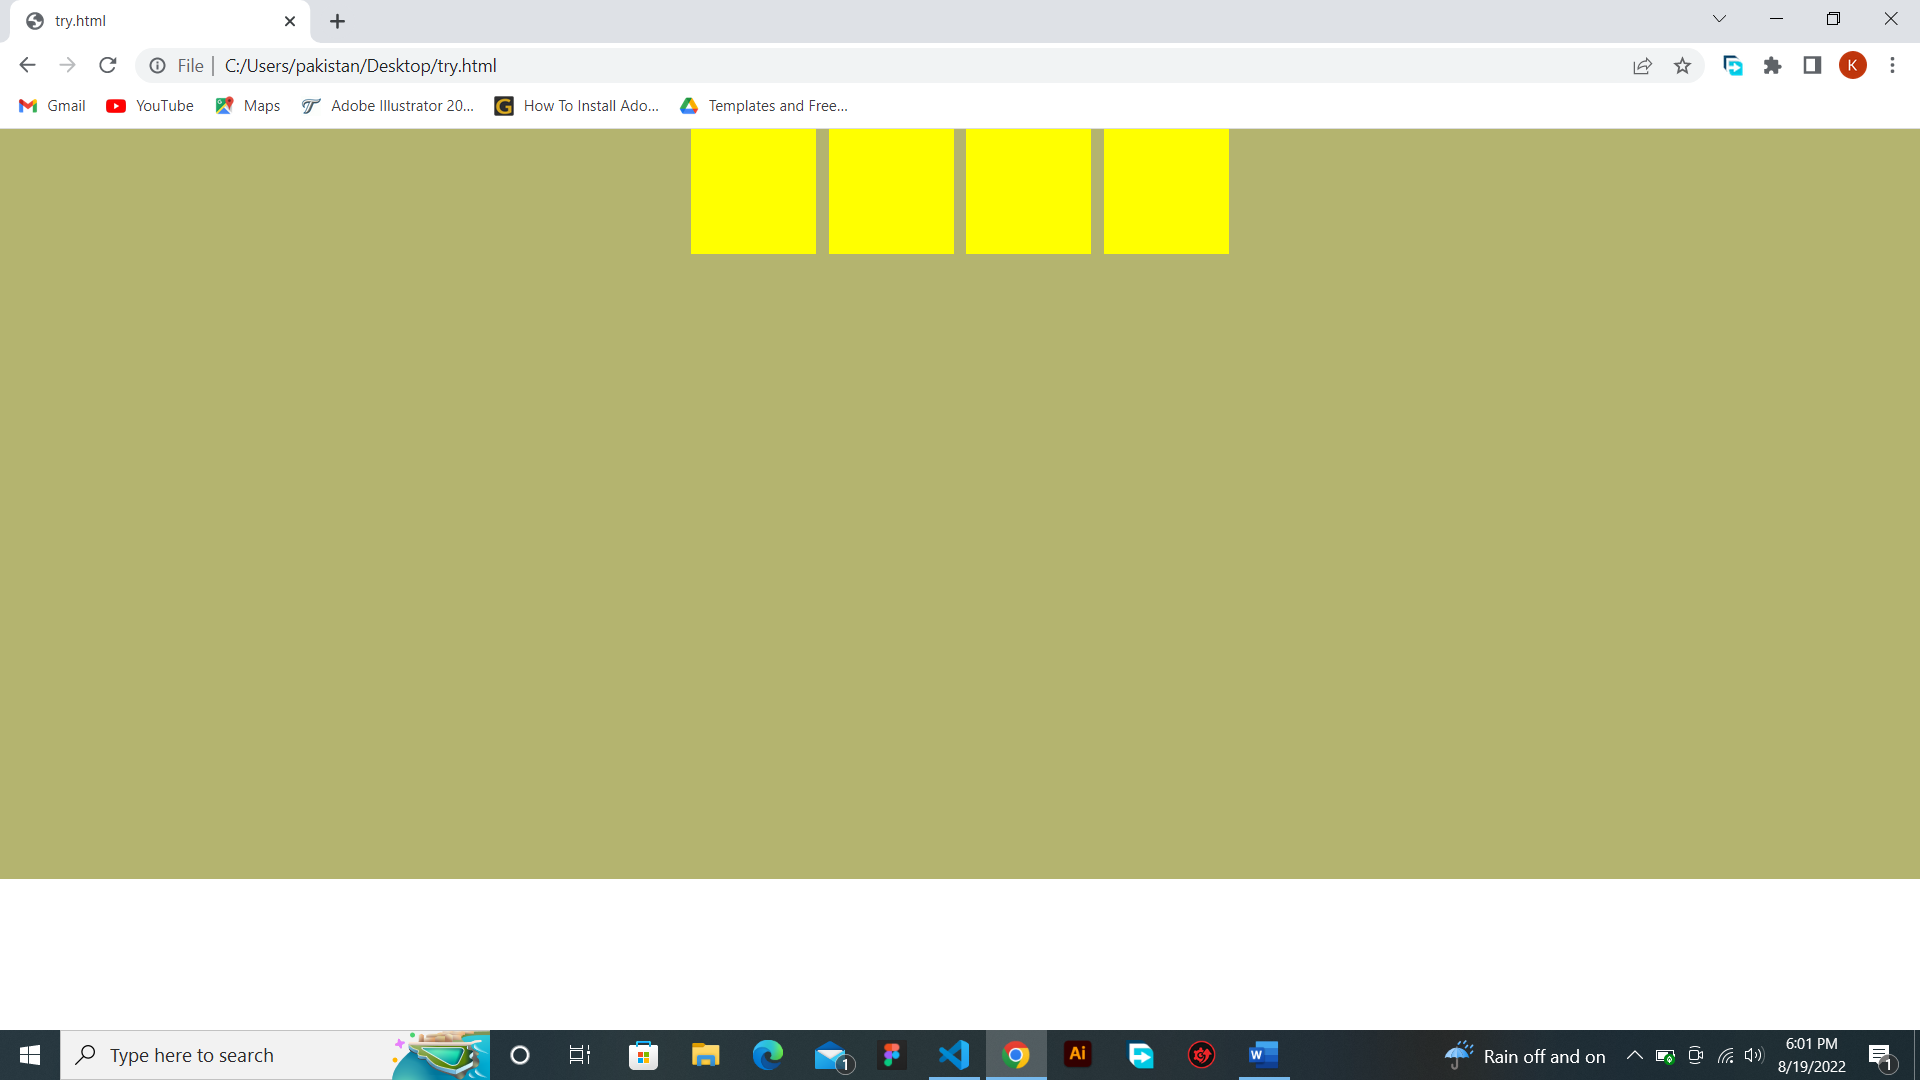 try.html
File
C:/Users/pakistan/Desktop/try.html
K
Gmail
YouTube
Maps
Adobe Illustrator 20...
G
How To Install Ado...
Templates and Free...
Type here to search
1
Ai
W
Rain off and on
6:01 PM
8/19/2022
1